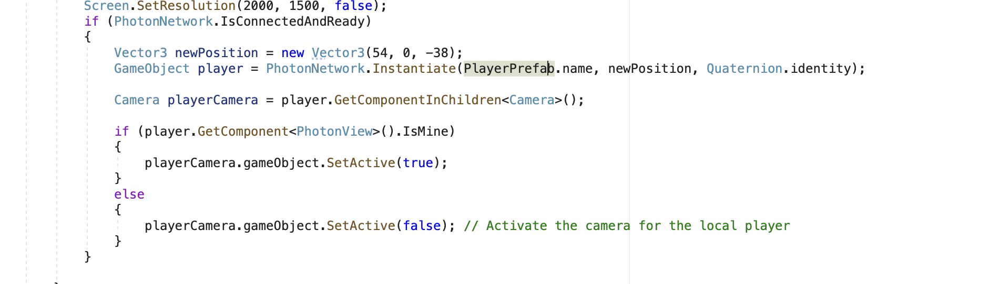 Screen.SetResolution(2000, 1500, false);
if (PhotonNetwork.IsConnectedAndReady)
{
Vector3 newPosition = new Vector3(54, 0, -38);
GameObject player = PhotonNetwork.Instantiate(PlayerPrefab.name, newPosition, Quaternion.identity);
Camera playerCamera = player.GetComponentInChildren<Camera>();
if (player.GetComponent<PhotonView>().IsMine)
{
playerCamera.gameObject.SetActive(true);
}
else
{
playerCamera.gameObject.SetActive(false); // Activate the camera for the local player
}
}